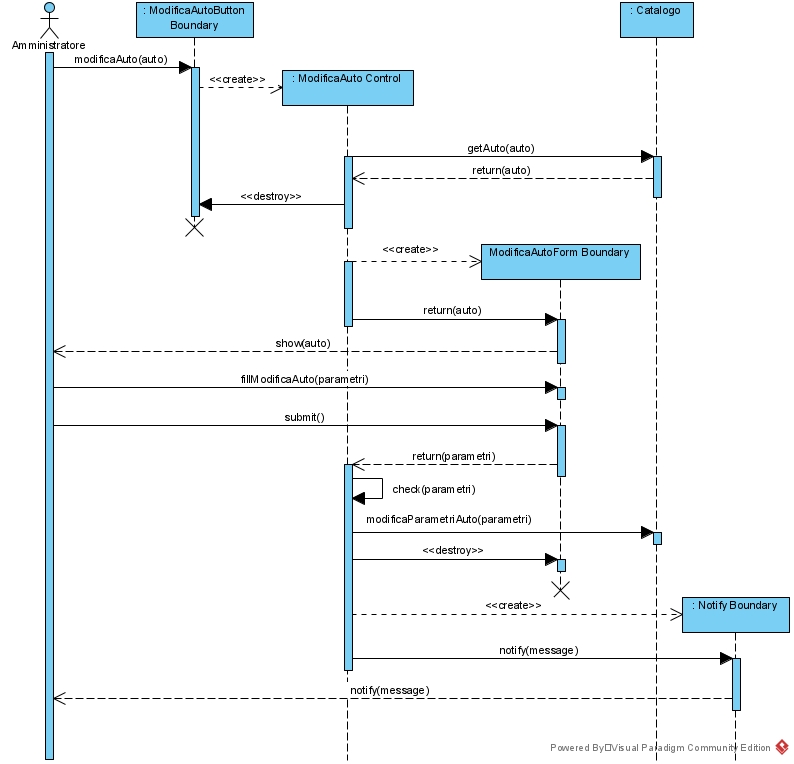 : ModificaAutoButton
Boundary
: Catalogo
Amministratore
modificaAuto(auto)
<<create>>
: ModificaAuto Control
getAuto(auto)
return(auto)
<<destroy>>
<<create>>
ModificaAutoForm Boundary
return(auto)
show(auto)
fillModificaAuto(parametri)
submit()
return(parametri)
check(parametri)
modificaParametriAuto(parametri)
<<destroy>>
<<create>>
: Notify Boundary
notify(message)
notify(message)
Powered By Visual Paradigm Community Edition